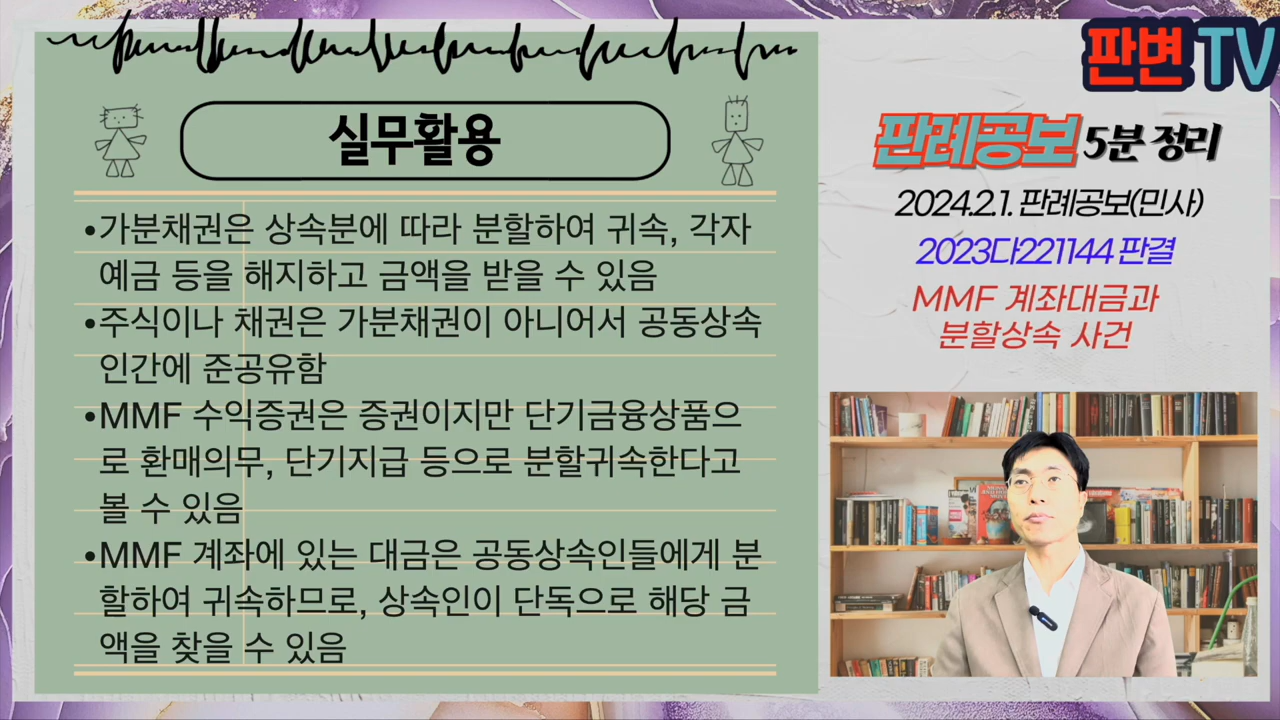 판변 TV
실무활용
•가분채권은 상속분에 따라 분할하여 귀속, 각자
예금 등을 해지하고 금액을 받을 수 있음
•주식이나 채권은 가분채권이 아니어서 공동상속
인간에 준공유함
•MMF 수익증권은 증권이지만 단기금융상품으
로 환매의무, 단기지급 등으로 분할귀속한다고
볼 수 있음
•MMF 계좌에 있는 대금은 공동상속인들에게 분
할하여 귀속하므로, 상속인이 단독으로 해당 금
액을 찾을 수 있음
판례공보 5분 정리
2024.2.1. 판례공보(민사)
2023다221144 판결
MMF 계좌대금과
분할상속 사건